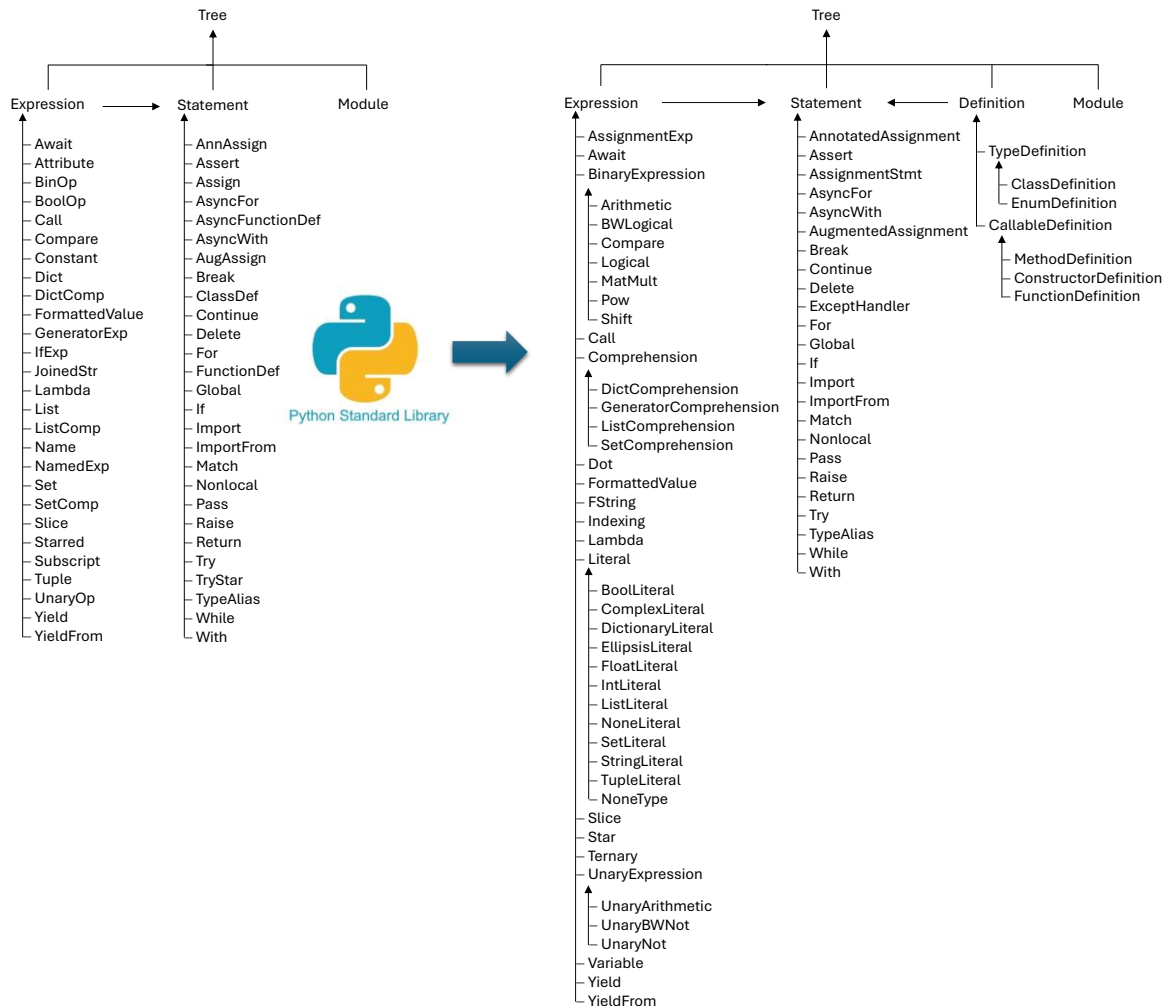 Tree
Expression
Statement
Module
Await
Attribute
BinOp
BoolOp
Call
Compare
Constant
Dict
DictComp
FormattedValue
GeneratorExp
IfExp
JoinedStr
Lambda
List
ListComp
Name
NamedExp
Set
SetComp
Slice
Starred
Subscript
Tuple
UnaryOp
Yield
YieldFrom
AnnAssign
Assert
Assign
AsyncFor
AsyncFunctionDef
AsyncWith
AugAssign
Break
ClassDef
Continue
Delete
For
FunctionDef
Global
If
Import
ImportFrom
Match
Nonlocal
Pass
Raise
Return
Try
TryStar
TypeAlias
While
With
Python Standard Library
Tree
Expression
Statement
Definition
Module
AssignmentExp
Await
BinaryExpression
Arithmetic
BWLogical
Compare
Logical
MatMult
Pow
Shift
Call
Comprehension
DictComprehension
GeneratorComprehension
ListComprehension
SetComprehension
Dot
FormattedValue
FString
Indexing
Lambda
Literal
BoolLiteral
ComplexLiteral
DictionaryLiteral
EllipsisLiteral
FloatLiteral
IntLiteral
ListLiteral
NoneLiteral
SetLiteral
StringLiteral
TupleLiteral
NoneType
Slice
Star
Ternary
UnaryExpression
UnaryArithmetic
UnaryBWNot
UnaryNot
Variable
Yield
YieldFrom
AnnotatedAssignment
Assert
AssignmentStmt
AsyncFor
AsyncWith
AugmentedAssignment
Break
Continue
Delete
ExceptHandler
For
Global
If
Import
ImportFrom
Match
Nonlocal
Pass
Raise
Return
Try
TypeAlias
While
With
TypeDefinition
ClassDefinition
EnumDefinition
CallableDefinition
MethodDefinition
ConstructorDefinition
FunctionDefinition